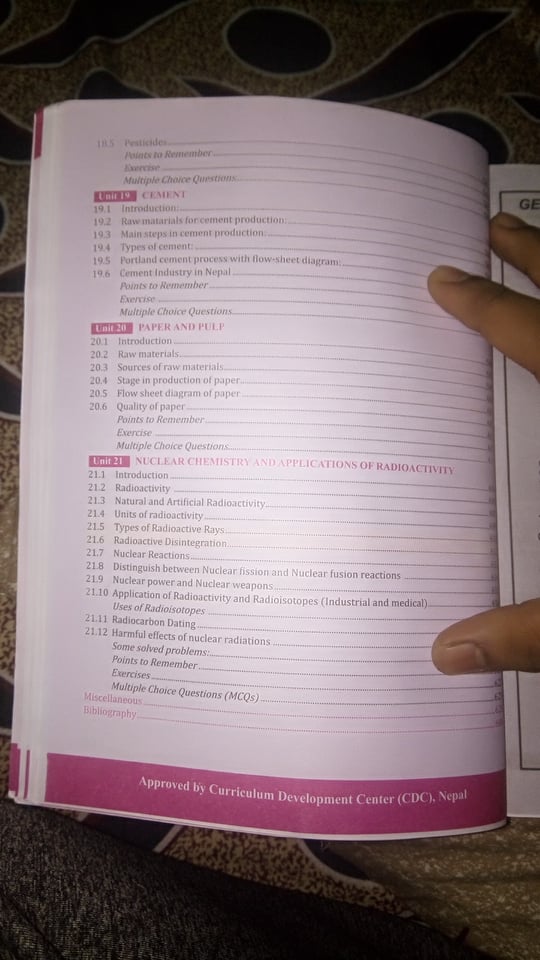 18.5 Pesticides
Points to Remember
Exercise
Multiple Choice Questions
Unit 19 CEMENT
19.1 Introduction:
19.2 Raw matarials for cement production:
19.3 Main steps in cement production:
19.4 Types of cement:
19.5 Portland cement process with flow-sheet diagram:
19.6 Cement Industry in Nepal
Points to Remember
Exercise
Multiple Choice Questions
Unit 20 PAPER AND PULP
20.1 Introduction
20.2 Raw materials
20.3 Sources of raw materials
20.4 Stage in production of paper
20.5 Flow sheet diagram of paper
20.6 Quality of paper
Points to Remember
Exercise
Multiple Choice Questions
Unit 21 NUCLEAR CHEMISTRY AND APPLICATIONS OF RADIOACTIVITY
21.1 Introduction
21.2 Radioactivity
21.3 Natural and Artificial Radioactivity
21.4 Units of radioactivity
21.5 Types of Radioactive Rays
21.6 Radioactive Disintegration
21.7 Nuclear Reactions
21.8 Distinguish between Nuclear fission and Nuclear fusion reactions
21.9 Nuclear power and Nuclear weapons
21.10 Application of Radioactivity and Radioisotopes (Industrial and medical)
Uses of Radioisotopes
21.11 Radiocarbon Dating
21.12 Harmful effects of nuclear radiations
Some solved problems:
Points to Remember
Exercises
Multiple Choice Questions (MCQs)
Miscellaneous
Bibliography
Approved by Curriculum Development Center (CDC), Nepal
GE